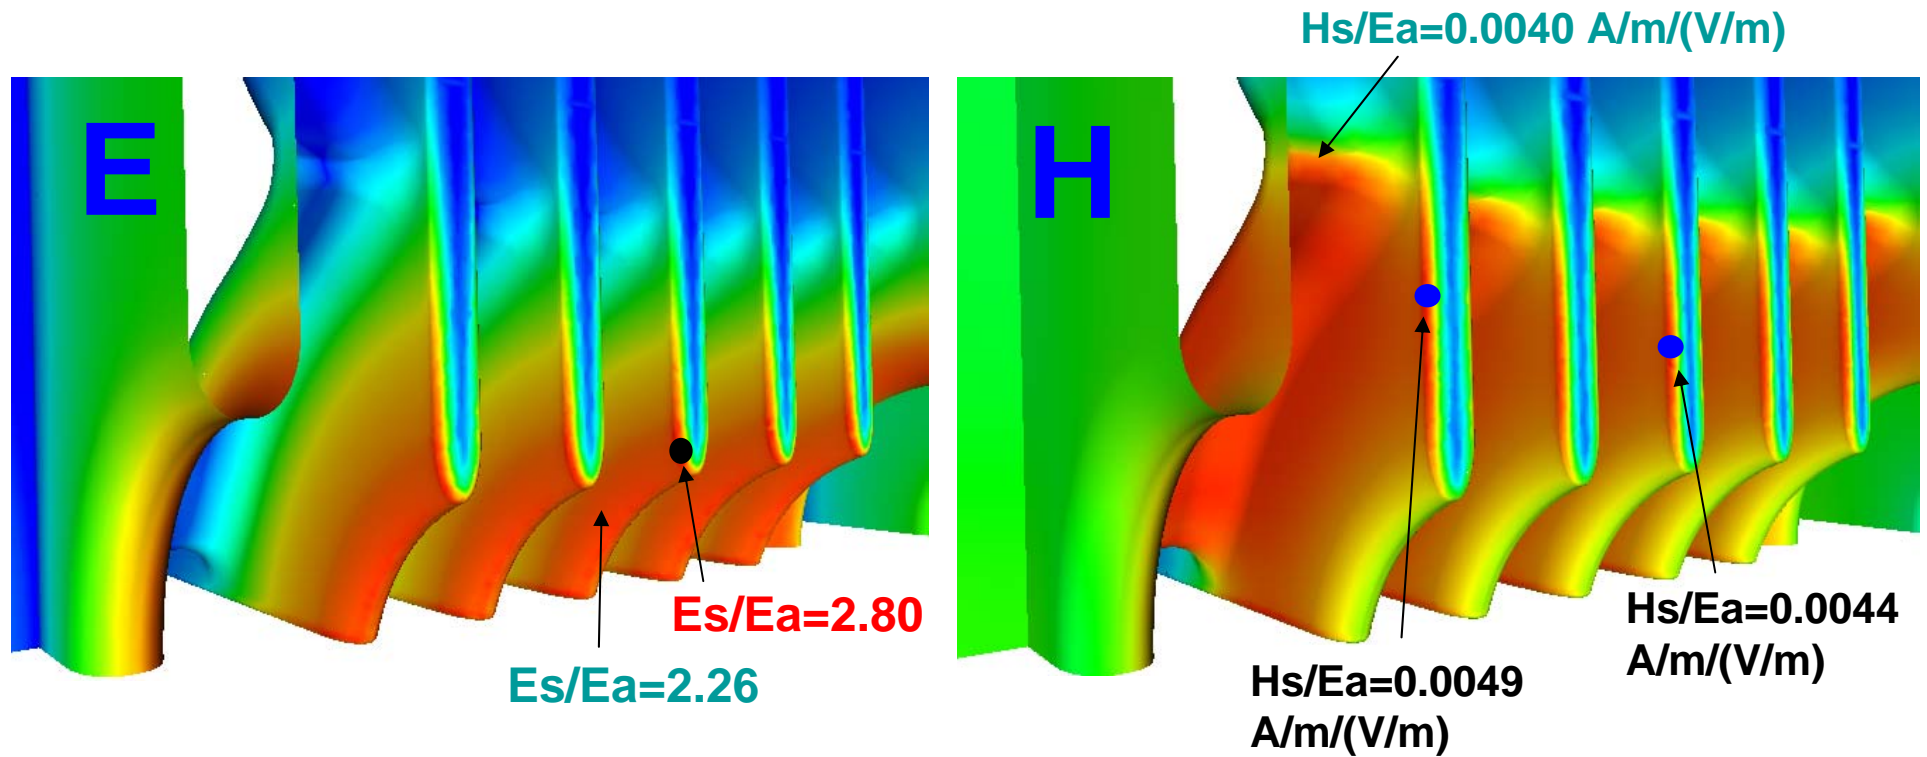 Hs/Ea=0.0040 A/m/(V/m)
E
H
Es/Ea=2.80
Es/Ea=2.26
Hs/Ea=0.0044
A/m/(V/m)
Hs/Ea=0.0049
A/m/(V/m)